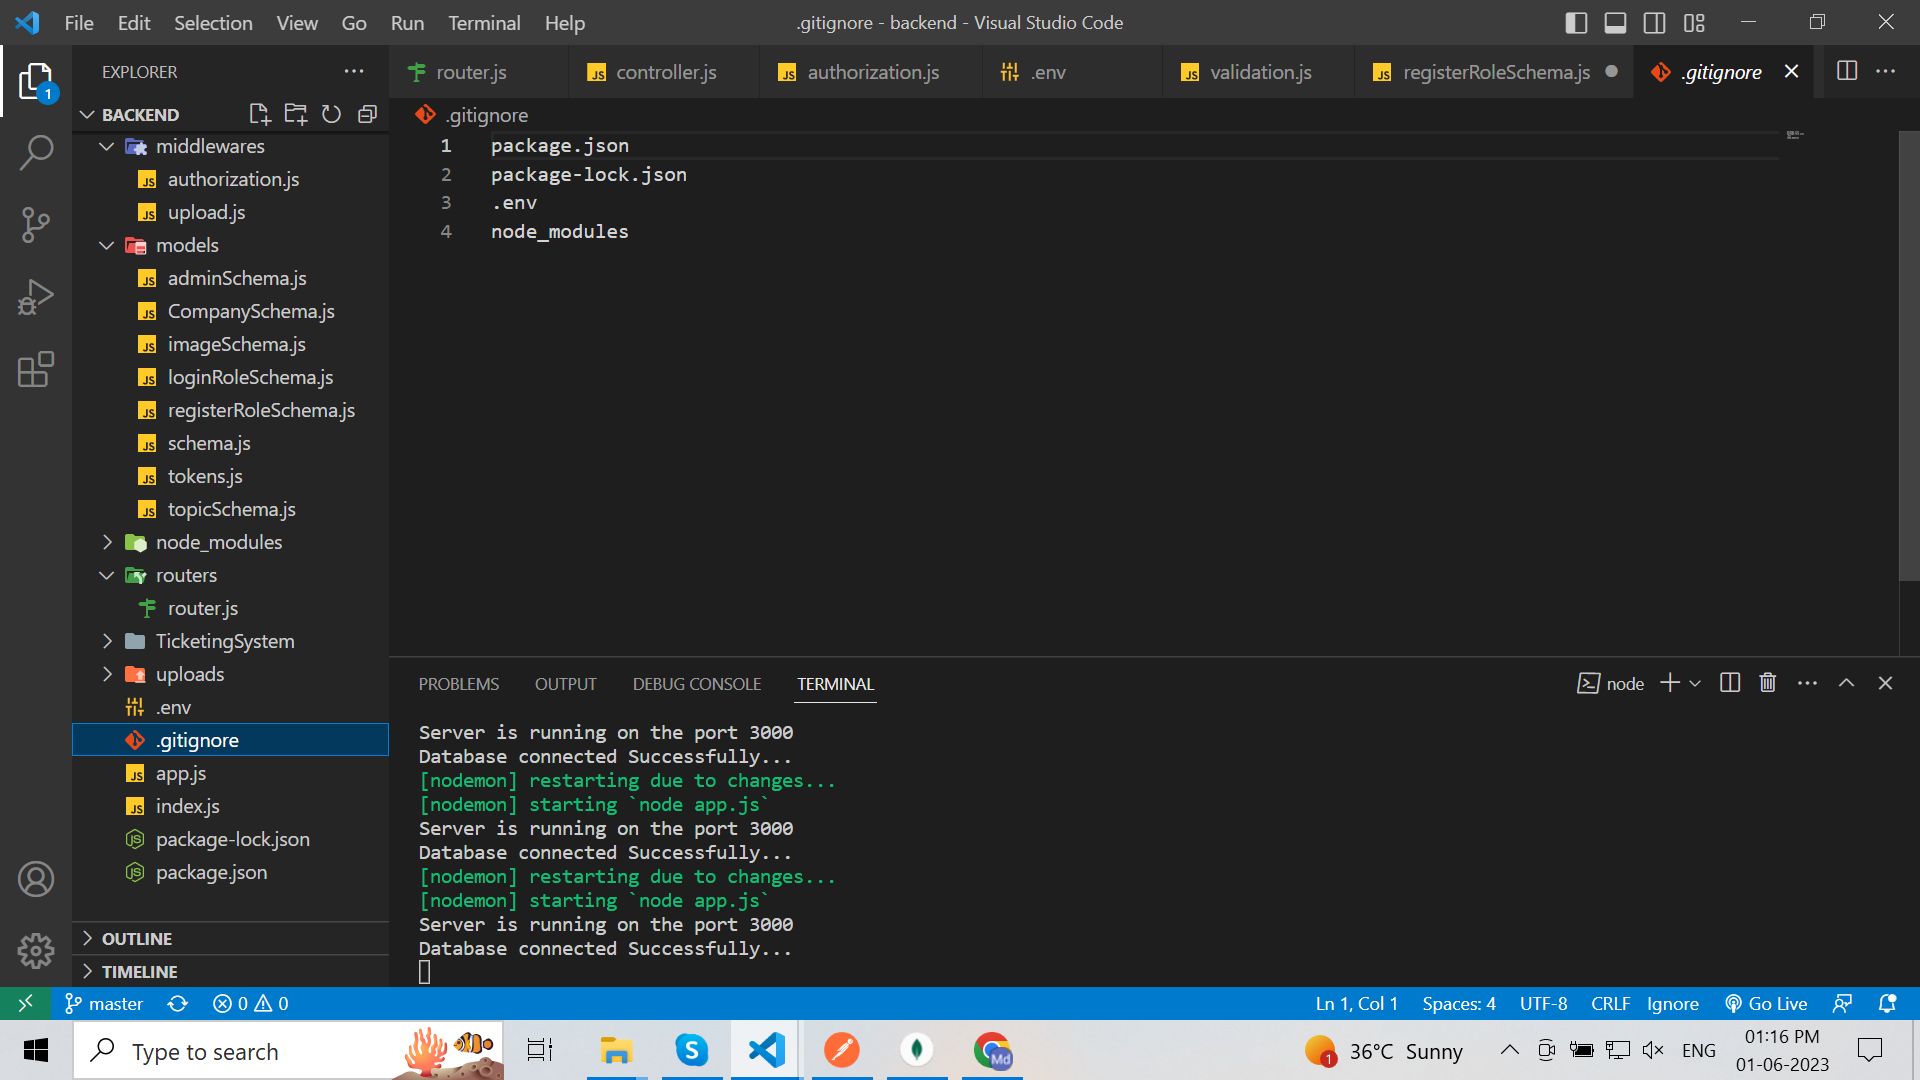 File Edit Selection View Go Run Terminal Help
.gitignore - backend - Visual Studio Code
EXPLORER
router.js
controller.js
authorization.js
.env
validation.js
registerRoleSchema.js
.gitignore
1
BACKEND
middlewares
authorization.js
upload.js
models
adminSchema.js
CompanySchema.js
imageSchema.js
loginRoleSchema.js
registerRoleSchema.js
schema.js
tokens.js
topicSchema.js
node_modules
routers
router.js
TicketingSystem
uploads
.env
.gitignore
app.js
index.js
package-lock.json
package.json
OUTLINE
TIMELINE
.gitignore
1 package.json
2 package-lock.json
3 .env
4 node_modules
PROBLEMS OUTPUT DEBUG CONSOLE TERMINAL
node
Server is running on the port 3000
Database connected Successfully...
[nodemon] restarting due to changes...
[nodemon] starting `node app.js`
Server is running on the port 3000
Database connected Successfully...
[nodemon] restarting due to changes...
[nodemon] starting `node app.js`
Server is running on the port 3000
Database connected Successfully...
master 0 0
Ln 1, Col 1 Spaces: 4 UTF-8 CRLF Ignore Go Live
Type to search
Md
1
36°C Sunny
ENG
01:16 PM
01-06-2023